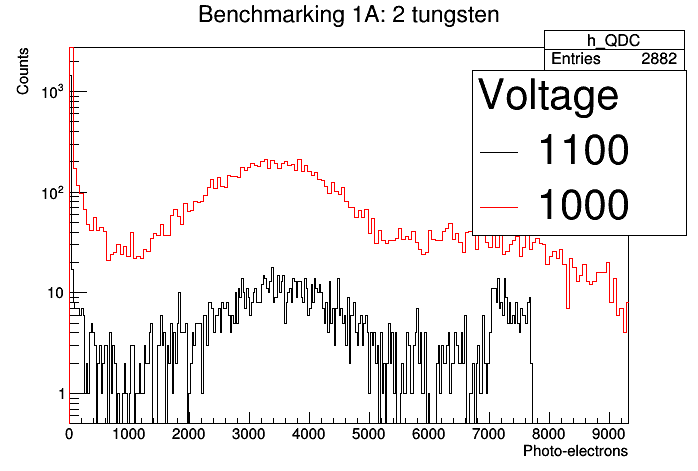 Benchmarking 1A: 2 tungsten
h_QDC
Entries 2882
Voltage
1100
1000
Counts
10³
10²
10
1
0 1000 2000 3000 4000 5000 6000 7000 8000 9000
Photo-electrons